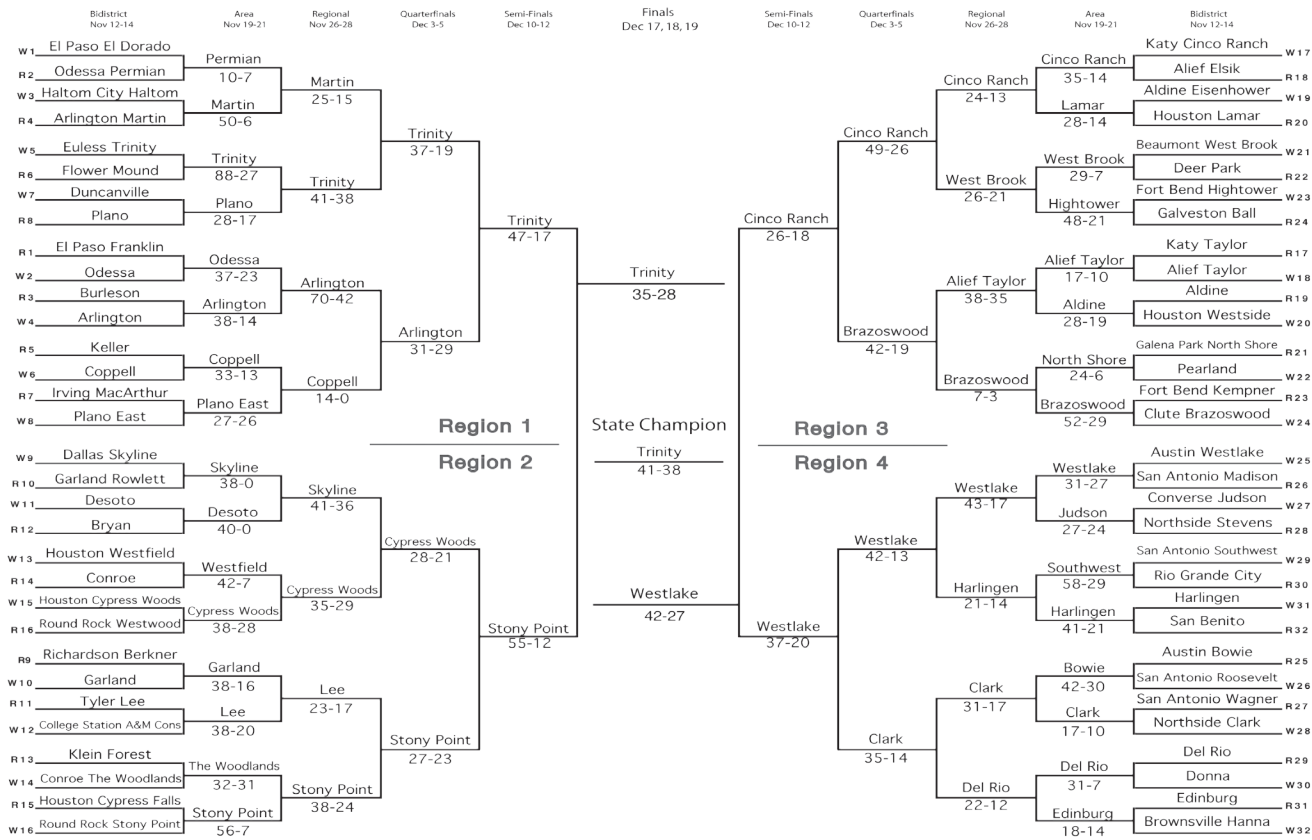 Bidistrict
Nov 12-14
Area
Nov 19-21
Regional
Nov 26-28
Quarterfinals
Dec 3-5
Semi-Finals
Dec 10-12
Finals
Dec 17,18,19
Semi-Finals
Dec 10-12
Quarterfinals
Dec 3-5
Regional
Nov 26-28
Area
Nov 19-21
Bidistrict
Nov 12-14
W1 El Paso El Dorado
R2 Odessa Permian
W3 Haltom City Haltom
R4 Arlington Martin
W5 Euless Trinity
R6 Flower Mound
W7 Duncanville
R8 Plano
R1 El Paso Franklin
W2 Odessa
R3 Burleson
W4 Arlington
R5 Keller
W6 Coppell
R7 Irving MacArthur
W8 Plano East
W9 Dallas Skyline
R10 Garland Rowlett
W11 Desoto
R12 Bryan
W13 Houston Westfield
R14 Conroe
W15 Houston Cypress Woods
R16 Round Rock Westwood
R9 Richardson Berkner
W10 Garland
R11 Tyler Lee
W12 College Station A&M Cons
R13 Klein Forest
W14 Conroe The Woodlands
R15 Houston Cypress Falls
W16 Round Rock Stony Point
Permian
10-7
Martin
50-6
Trinity
88-27
Plano
28-17
Odessa
37-23
Arlington
38-14
Coppell
33-13
Plano East
27-26
Skyline
38-0
Desoto
40-0
Westfield
42-7
Cypress Woods
38-28
Garland
38-16
Lee
38-20
The Woodlands
32-31
Stony Point
56-7
Martin
25-15
Trinity
41-38
Arlington
70-42
Coppell
14-0
Skyline
41-36
Cypress Woods
35-29
Lee
23-17
Stony Point
38-24
Trinity
37-19
Arlington
31-29
Cypress Woods
28-21
Stony Point
27-23
Region 1
Region 2
Trinity
47-17
Stony Point
55-12
Trinity
35-28
State Champion
Trinity
41-38
Westlake
42-27
Cinco Ranch
26-18
Westlake
37-20
Region 3
Region 4
Cinco Ranch
49-26
Brazoswood
42-19
Westlake
42-13
Clark
35-14
Cinco Ranch
24-13
West Brook
26-21
Alief Taylor
38-35
Brazoswood
7-3
Westlake
43-17
Harlingen
21-14
Clark
31-17
Del Rio
22-12
Cinco Ranch
35-14
Lamar
28-14
West Brook
29-7
Hightower
48-21
Alief Taylor
17-10
Aldine
28-19
North Shore
24-6
Brazoswood
52-29
Westlake
31-27
Judson
27-24
Southwest
58-29
Harlingen
41-21
Bowie
42-30
Clark
17-10
Del Rio
31-7
Edinburg
18-14
Katy Cinco Ranch W17
Alief Elsik R18
Aldine Eisenhower W19
Houston Lamar R20
Beaumont West Brook W21
Deer Park R22
Fort Bend Hightower W23
Galveston Ball R24
Katy Taylor R17
Alief Taylor W18
Aldine R19
Houston Westside W20
Galena Park North Shore R21
Pearland W22
Fort Bend Kempner R23
Clute Brazoswood W24
Austin Westlake W25
San Antonio Madison R26
Converse Judson W27
Northside Stevens R28
San Antonio Southwest W29
Rio Grande City R30
Harlingen W31
San Benito R32
Austin Bowie R25
San Antonio Roosevelt W26
San Antonio Wagner R27
Northside Clark W28
Del Rio R29
Donna W30
Edinburg R31
Brownsville Hanna W32